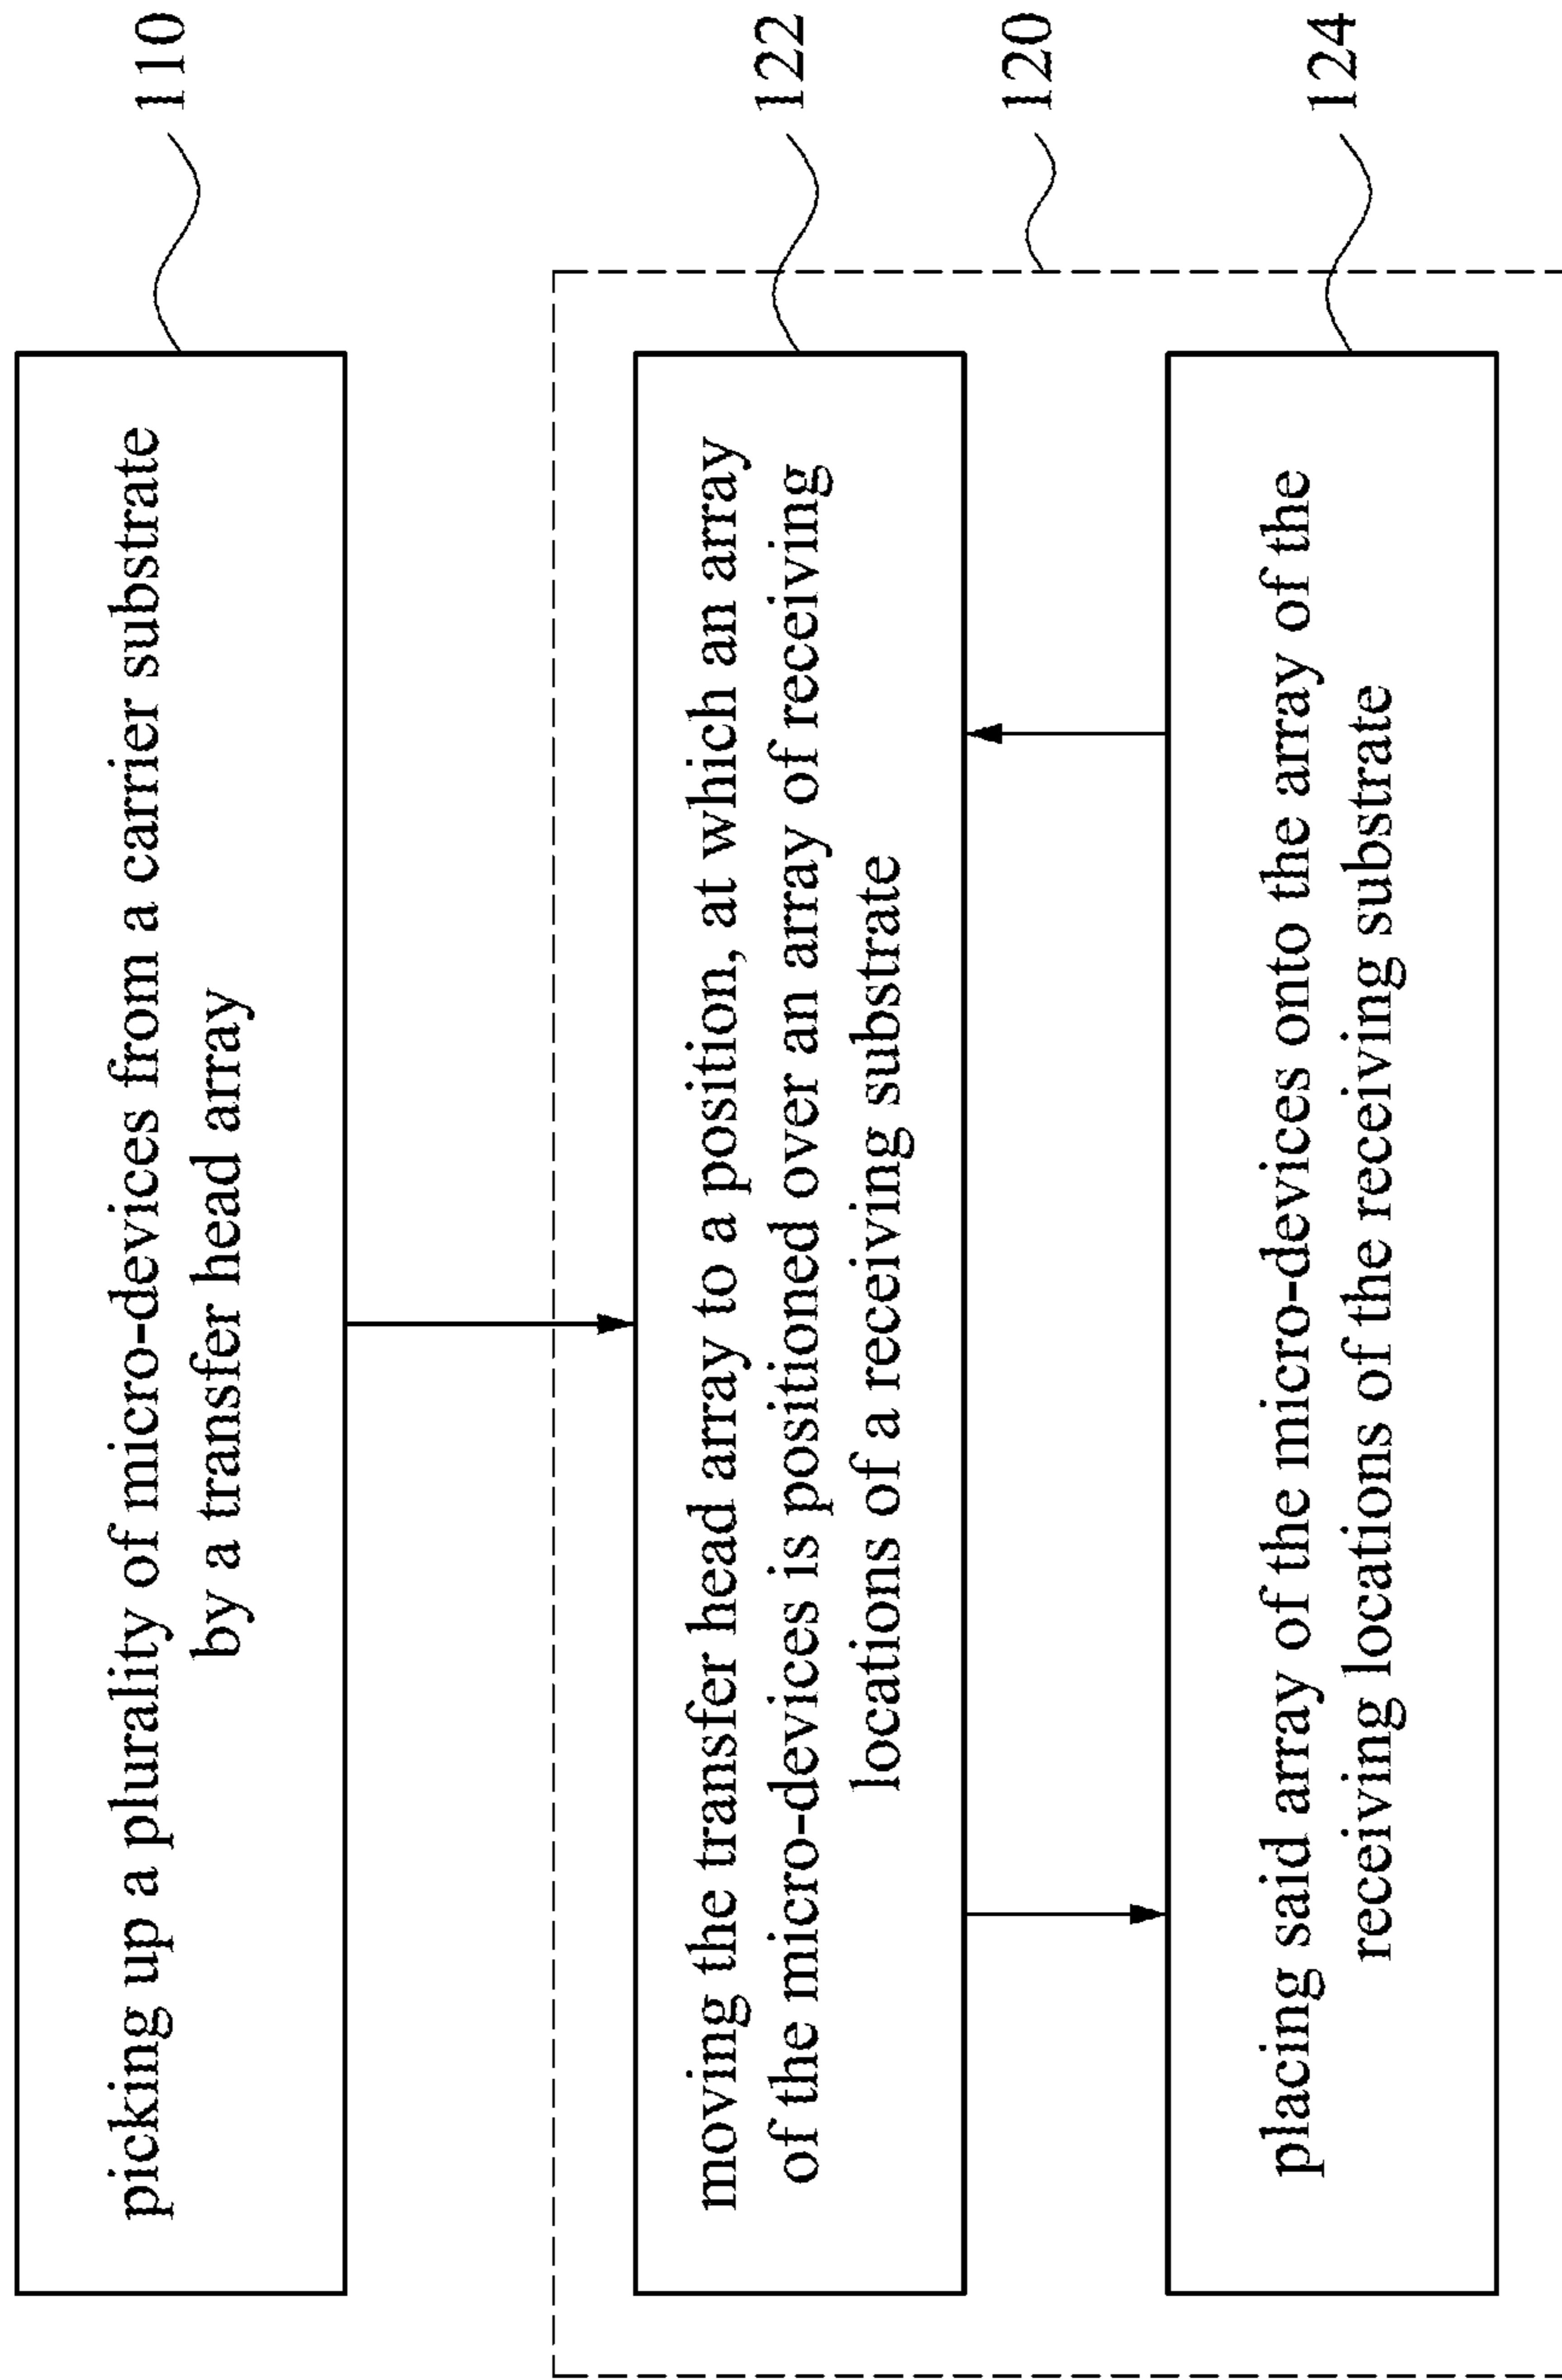 picking up a plurality of micro-devices from a carrier substrate
by a transfer head array
110
moving the transfer head array to a position, at which an array
of the micro-devices is positioned over an array of receiving
locations of a receiving substrate
122
120
placing said array of the micro-devices onto the array of the
receiving locations of the receiving substrate
124